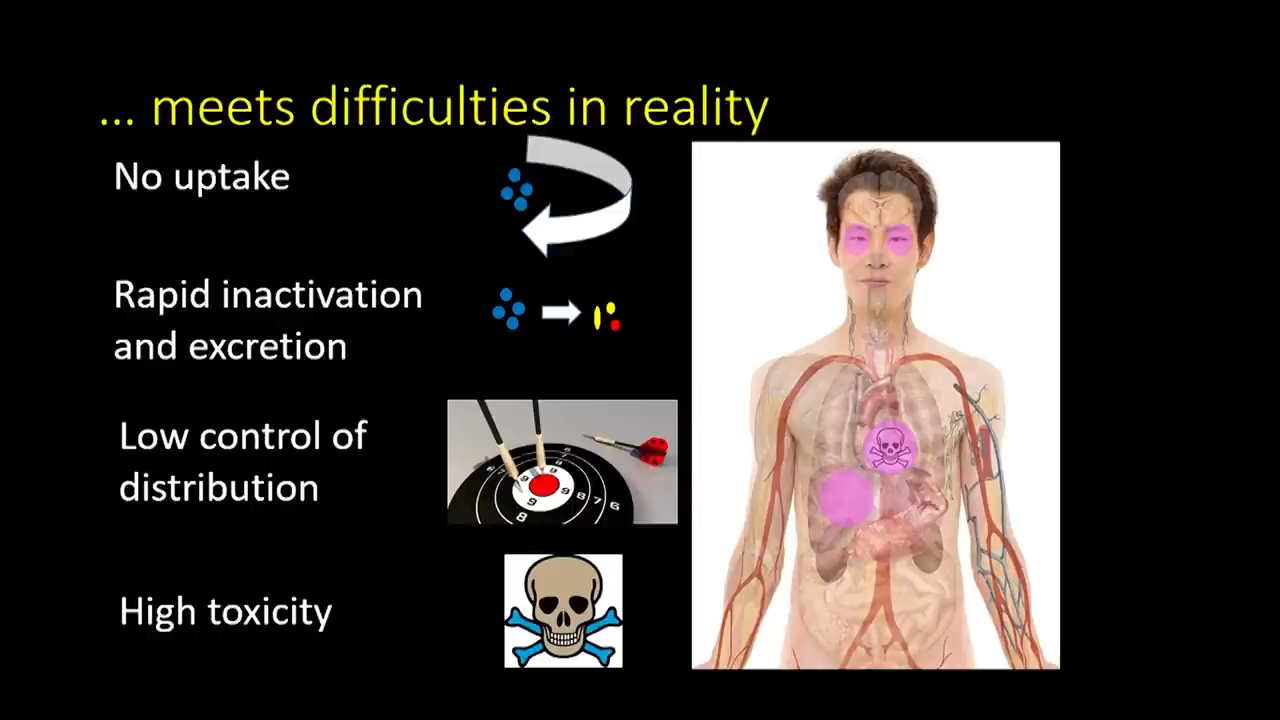 ... meets difficulties in reality
No uptake
Rapid inactivation
and excretion
Low control of
distribution
High toxicity